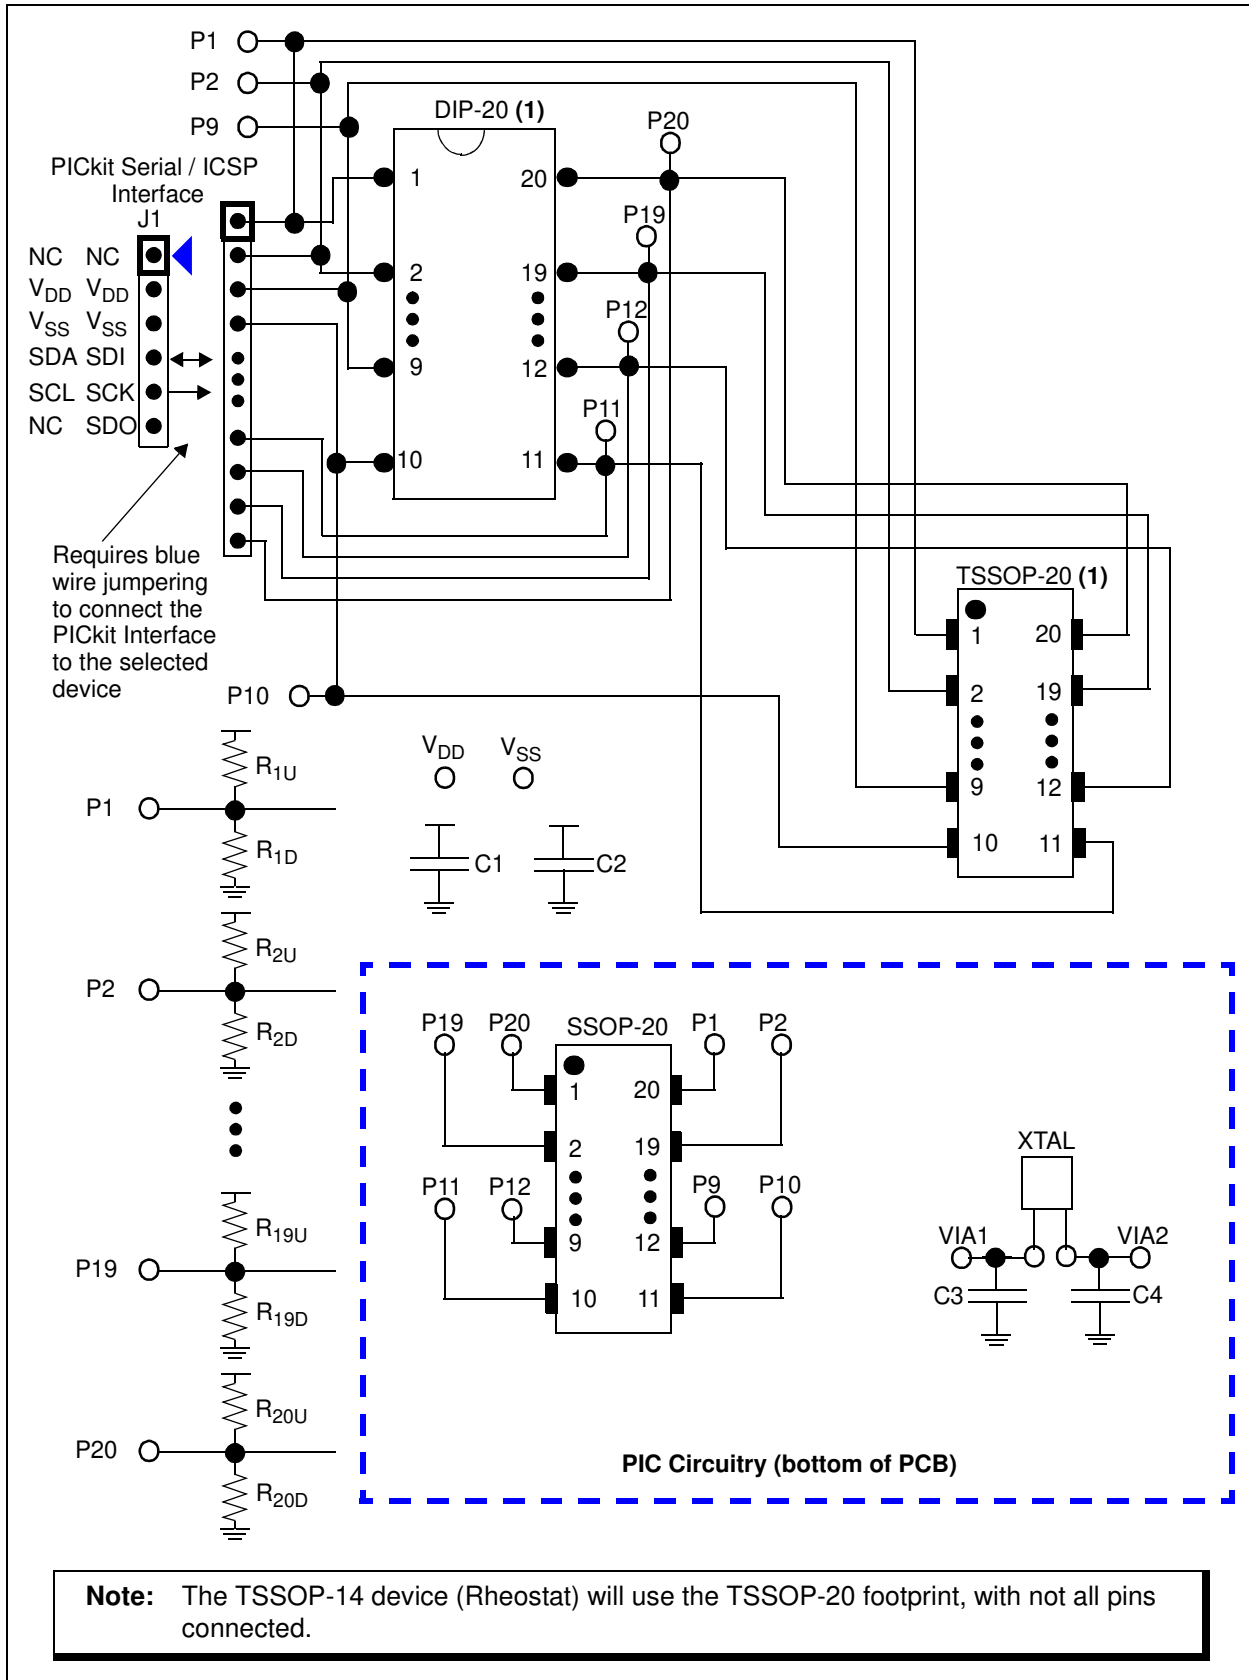 P1
P2
P9
DIP-20 (1)
P20
PICkit Serial / ICSP
Interface
J1
1
20
P19
NC NC
VDD VDD
VSS VSS
SDA SDI
SCL SCK
NC SDO
2
19
P12
9
12
P11
10
11
Requires blue
wire jumpering
to connect the
PICkit Interface
to the selected
device
TSSOP-20 (1)
1
20
2
19
9
12
10
11
P10
VDD
VSS
R1U
P1
R1D
C1
C2
R2U
P2
R2D
R19U
P19
R19D
R20U
P20
R20D
P19
P20
SSOP-20
P1
P2
1
20
2
19
P11
P12
P9
P10
9
12
10
11
XTAL
VIA1
VIA2
C3
C4
PIC Circuitry (bottom of PCB)
Note: The TSSOP-14 device (Rheostat) will use the TSSOP-20 footprint, with not all pins
connected.